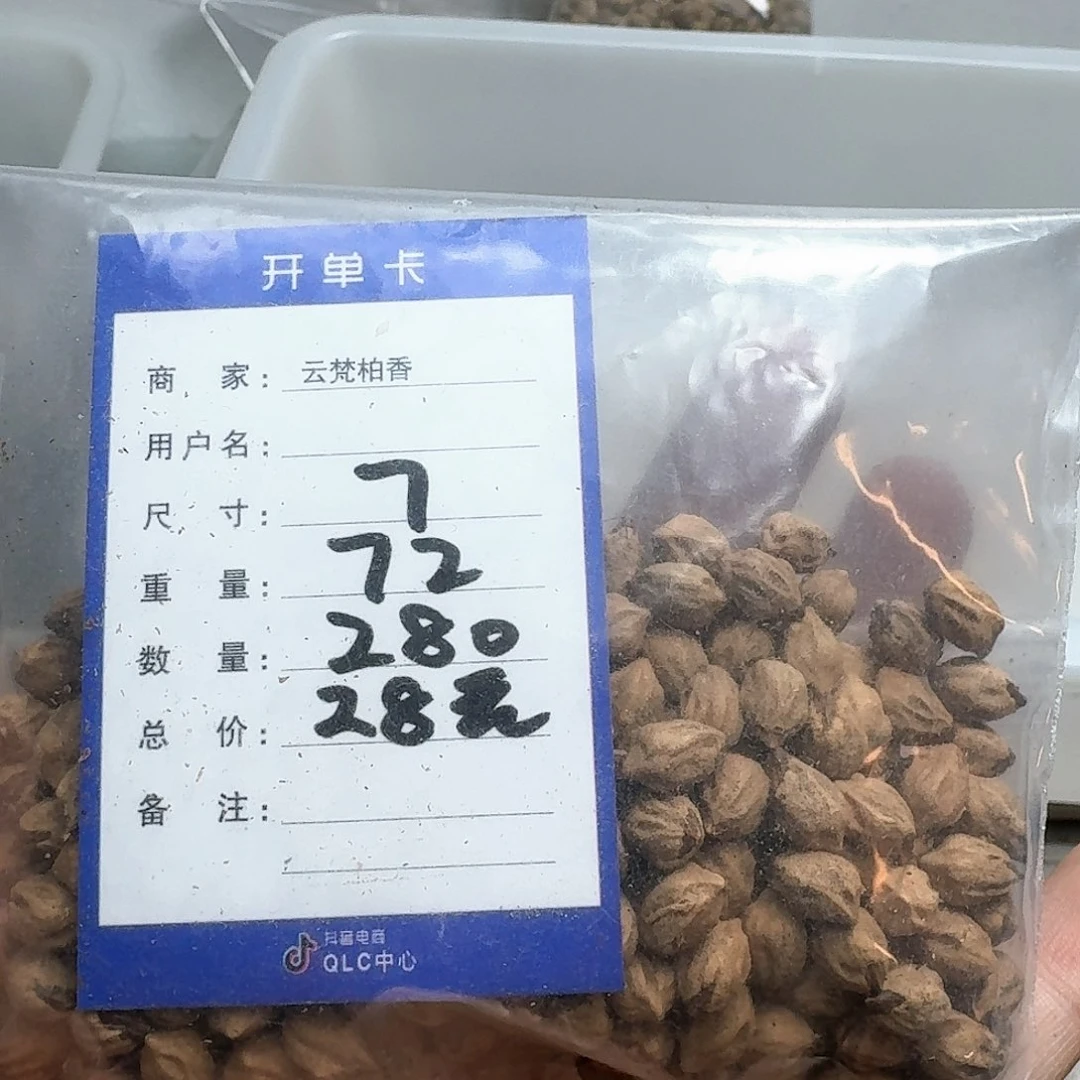 开单卡
商 家： 云梵柏香
用户名：
尺 寸： 7
重 量： 72
数 量： 280
总 价： 28元
备 注：
抖音电商
QLC中心